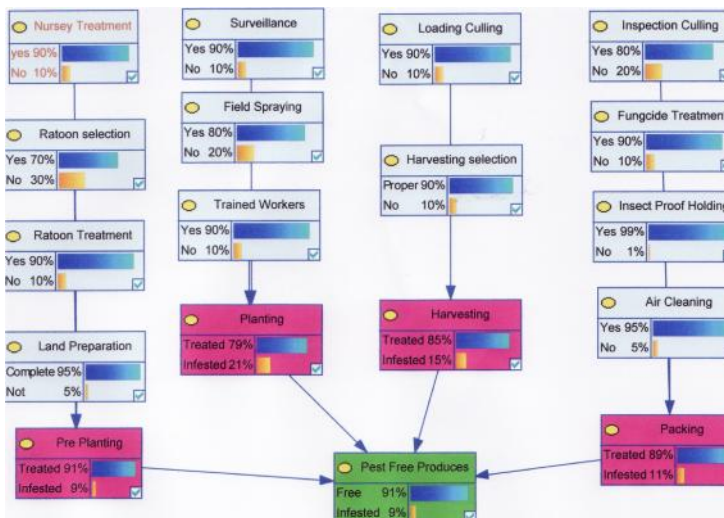 Nursey Treatment
yes 90%
No 10%
Ratoon selection
Yes 70%
No 30%
Ratoon Treatment
Yes 90%
No 10%
Land Preparation
Complete 95%
Not 5%
Pre Planting
Treated 91%
Infested 9%
Surveillance
Yes 90%
No 10%
Field Spraying
Yes 80%
No 20%
Trained Workers
Yes 90%
No 10%
Planting
Treated 79%
Infested 21%
Loading Culling
Yes 90%
No 10%
Harvesting selection
Proper 90%
No 10%
Harvesting
Treated 85%
Infested 15%
Inspection Culling
Yes 80%
No 20%
Fungcide Treatment
Yes 90%
No 10%
Insect Proof Holding
Yes 99%
No 1%
Air Cleaning
Yes 95%
No 5%
Packing
Treated 89%
Infested 11%
Pest Free Produces
Free 91%
Infested 9%